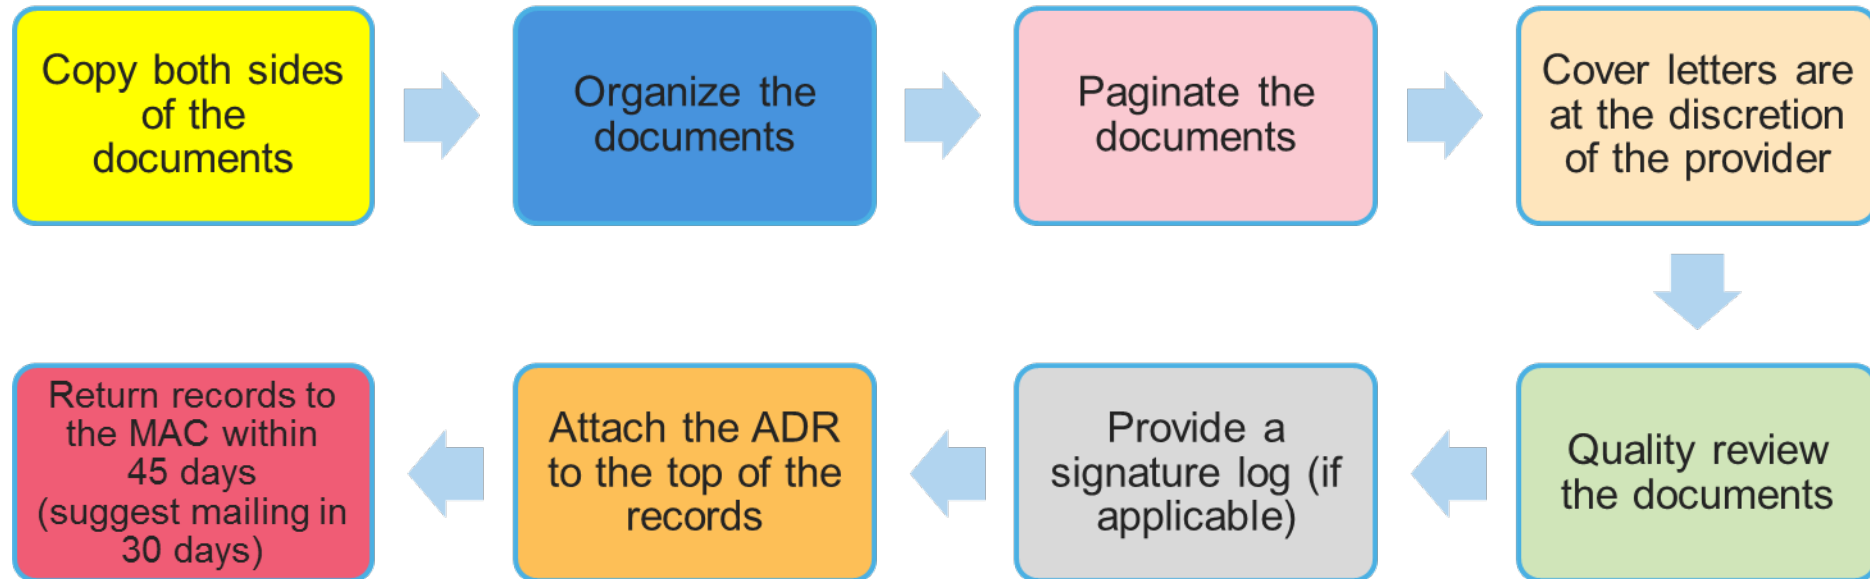 Copy both sides
of the
documents
Organize the
documents
Paginate the
documents
Cover letters are
at the discretion
of the provider
Quality review
the documents
Provide a
signature log (if
applicable)
Attach the ADR
to the top of the
records
Return records to
the MAC within
45 days
(suggest mailing in
30 days)